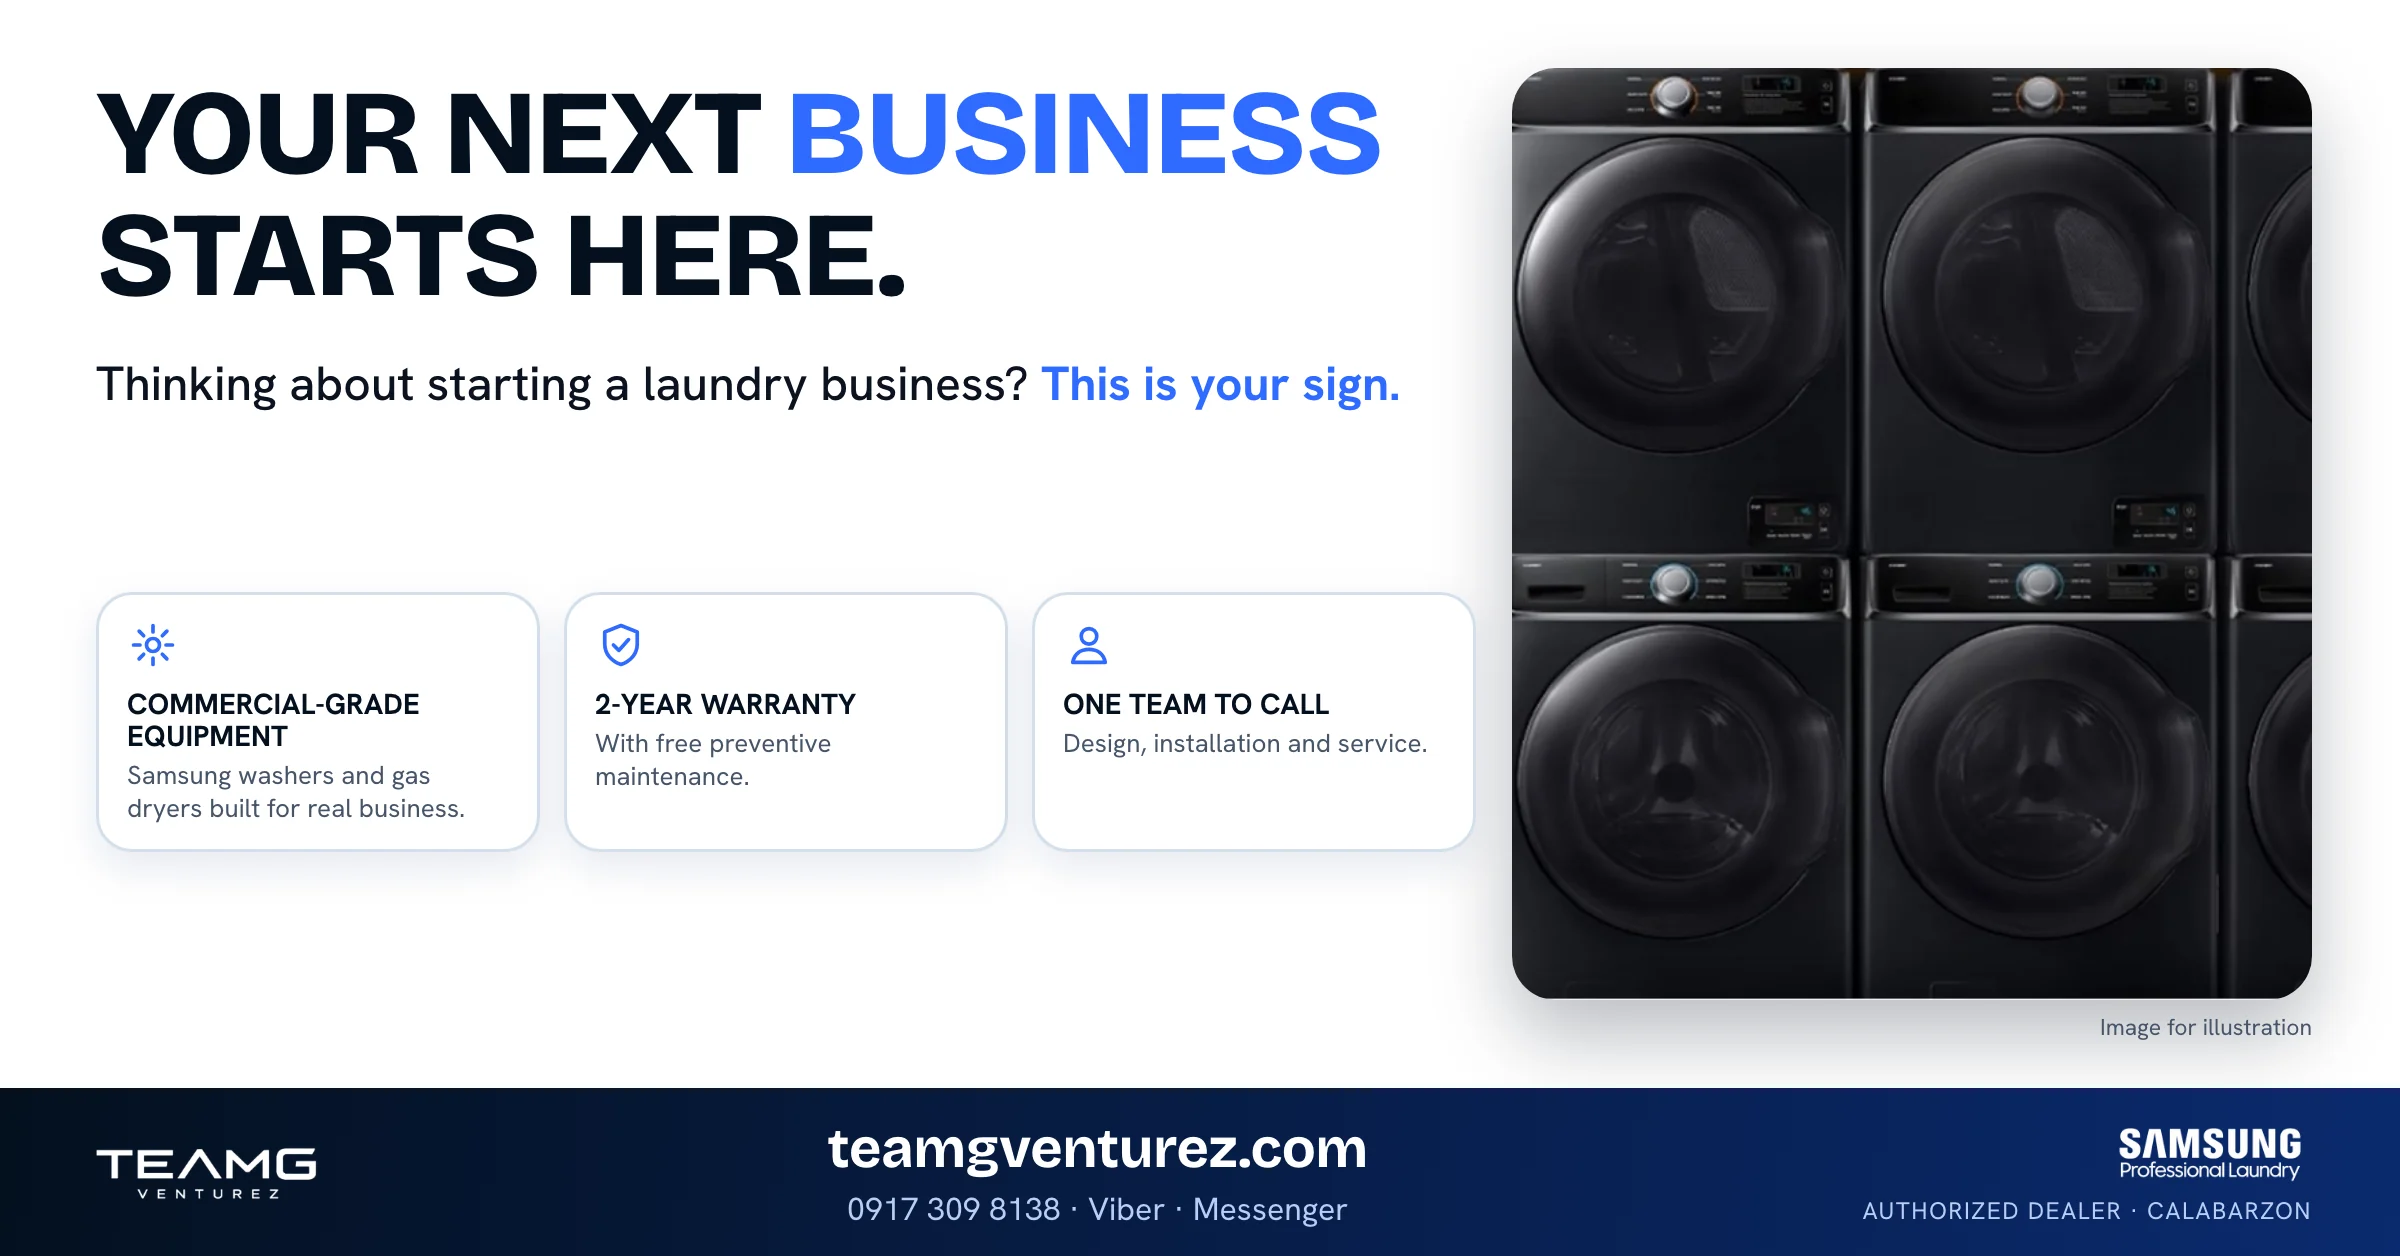 YOUR NEXT BUSINESS
STARTS HERE.
Thinking about starting a laundry business? This is your sign.
COMMERCIAL-GRADE
EQUIPMENT
Samsung washers and gas
dryers built for real business.
2-YEAR WARRANTY
With free preventive
maintenance.
ONE TEAM TO CALL
Design, installation and service.
Image for illustration
TEAMG
VENTUREZ
teamgventurez.com
0917 309 8138 · Viber · Messenger
SAMSUNG
Professional Laundry
AUTHORIZED DEALER · CALABARZON